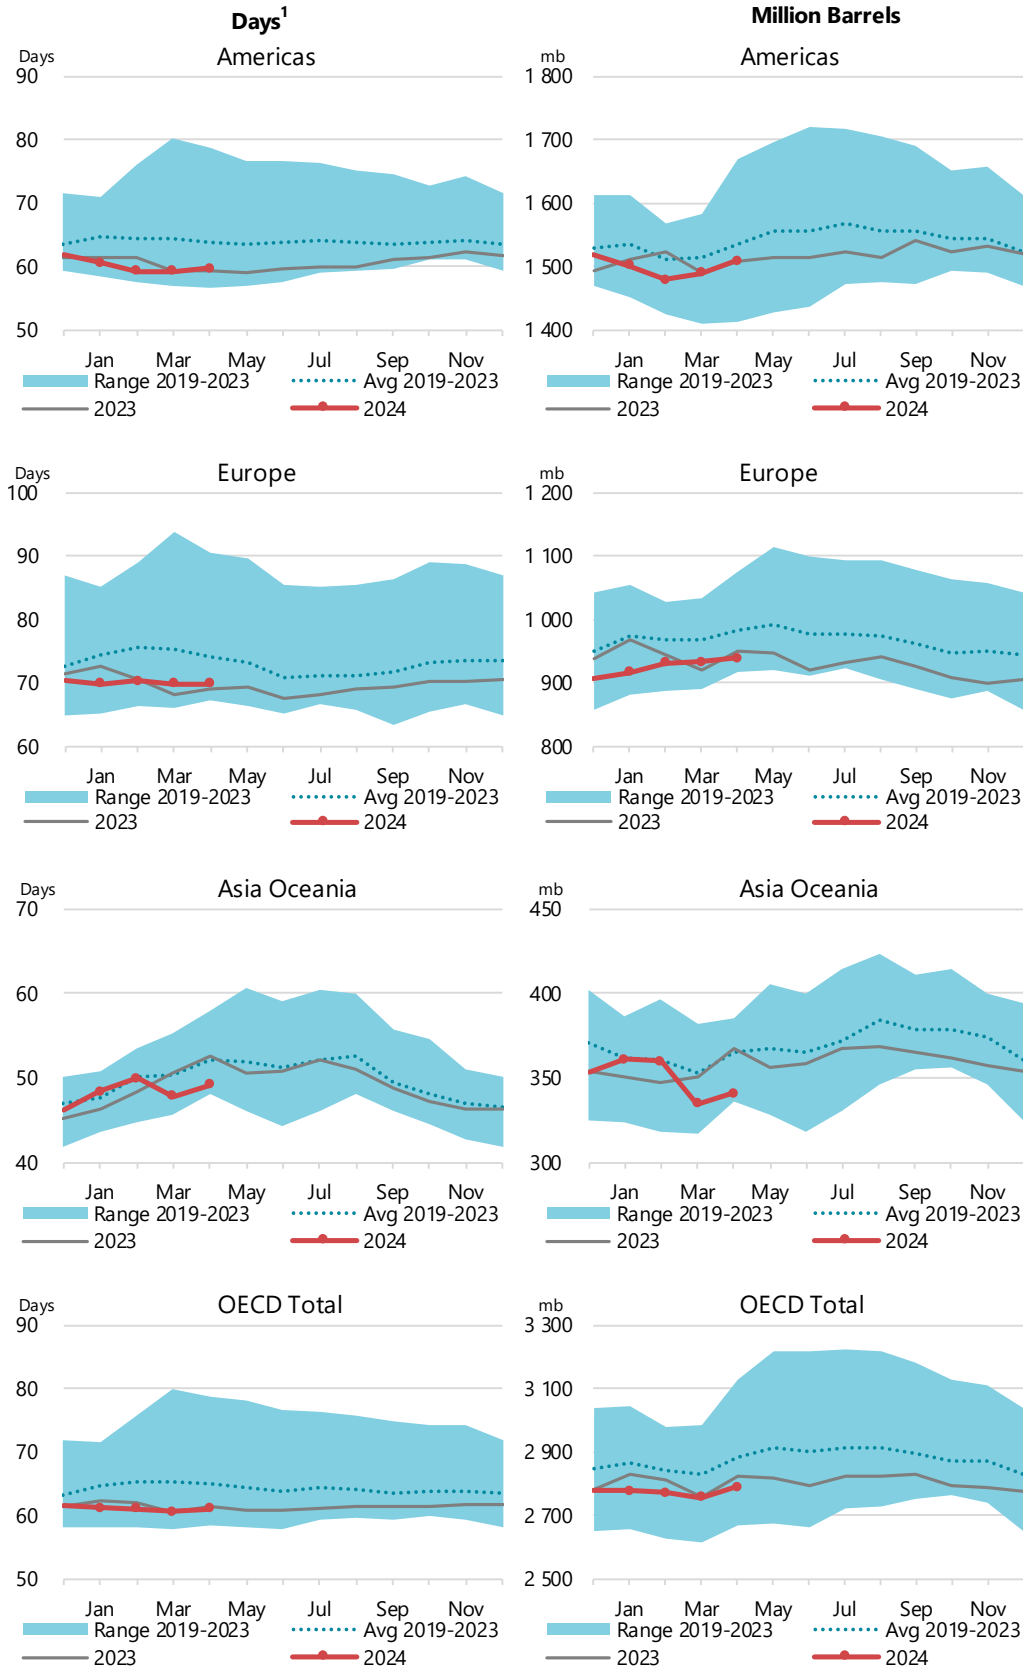 Days¹
Million Barrels
Days
Americas
90
80
70
60
50
Jan Mar May Jul Sep Nov
Range 2019-2023 Avg 2019-2023
2023 2024
mb
Americas
1 800
1 700
1 600
1 500
1 400
Jan Mar May Jul Sep Nov
Range 2019-2023 Avg 2019-2023
2023 2024
Days
Europe
100
90
80
70
60
Jan Mar May Jul Sep Nov
Range 2019-2023 Avg 2019-2023
2023 2024
mb
Europe
1 200
1 100
1 000
900
800
Jan Mar May Jul Sep Nov
Range 2019-2023 Avg 2019-2023
2023 2024
Days
Asia Oceania
70
60
50
40
Jan Mar May Jul Sep Nov
Range 2019-2023 Avg 2019-2023
2023 2024
mb
Asia Oceania
450
400
350
300
Jan Mar May Jul Sep Nov
Range 2019-2023 Avg 2019-2023
2023 2024
Days
OECD Total
90
80
70
60
50
Jan Mar May Jul Sep Nov
Range 2019-2023 Avg 2019-2023
2023 2024
mb
OECD Total
3 300
3 100
2 900
2 700
2 500
Jan Mar May Jul Sep Nov
Range 2019-2023 Avg 2019-2023
2023 2024